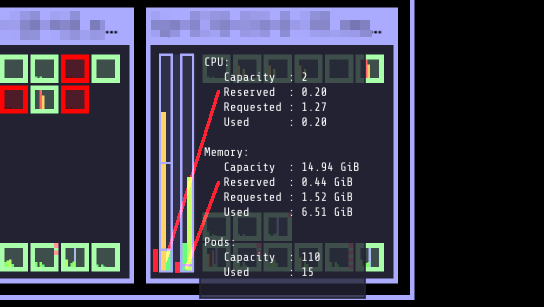 ...
...
CPU:
Capacity : 2
Reserved : 0.20
Requested : 1.27
Used : 0.20
Memory:
Capacity : 14.94 GiB
Reserved : 0.44 GiB
Requested : 1.52 GiB
Used : 6.51 GiB
Pods:
Capacity : 110
Used : 15